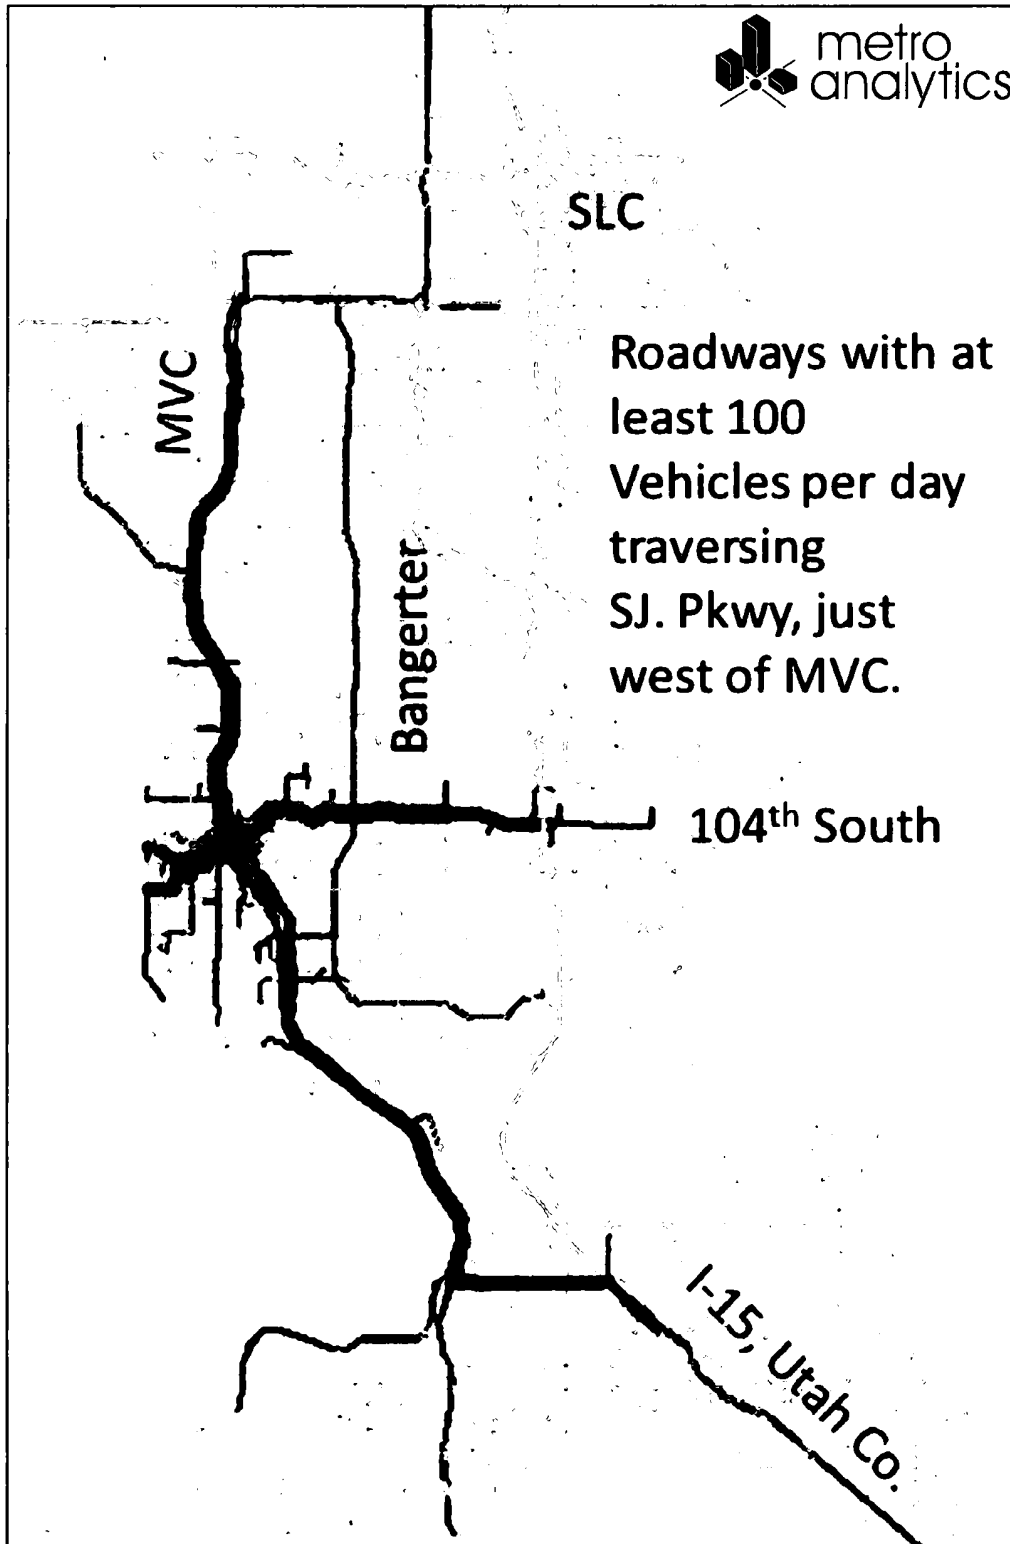 metro
analytics
SLC
Roadways with at
least 100
Vehicles per day
traversing
SJ. Pkwy, just
west of MVC.
MVC
Bangerter
104th South
I-15, Utah Co.